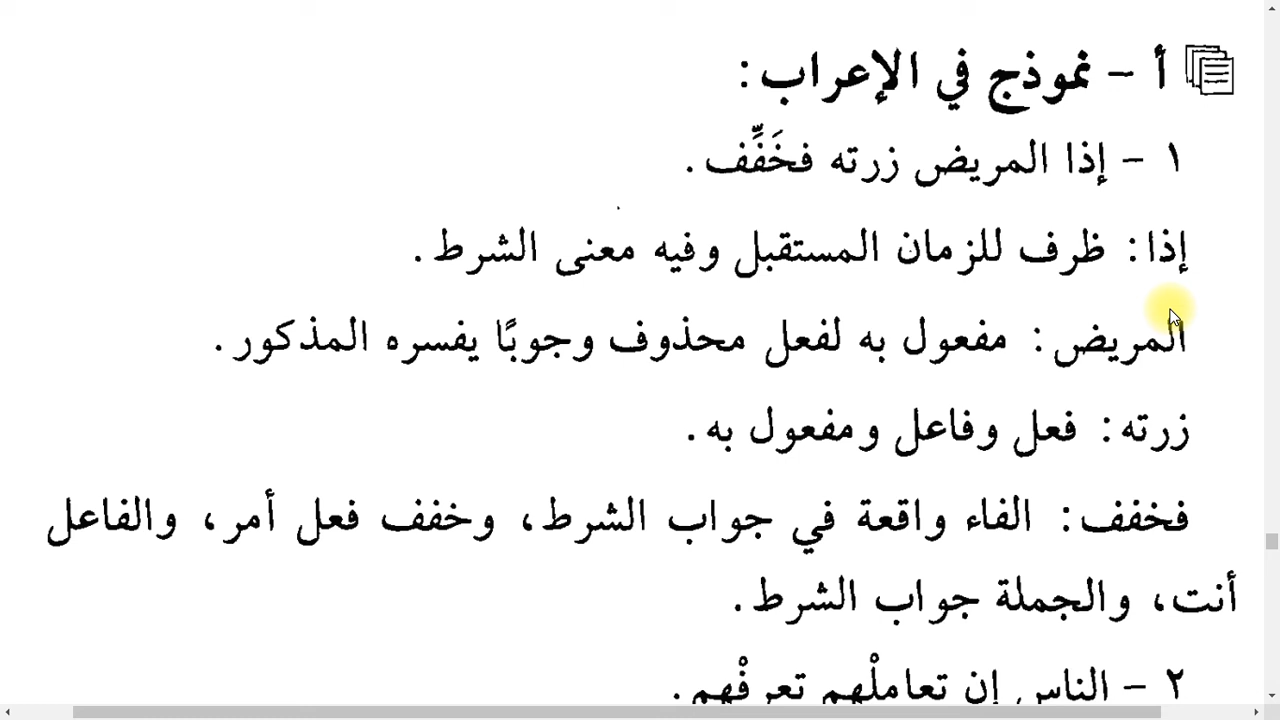 أ – نموذج في الإعراب :
١ – إذا المريض زرته فخَفِّف .
إذا : ظرف للزمان المستقبل وفيه معنى الشرط .
المريض : مفعول به لفعل محذوف وجوبًا يفسره المذكور .
زرته : فعل وفاعل ومفعول به .
فخفف : الفاء واقعة في جواب الشرط، وخفف فعل أمر، والفاعل
أنت، والجملة جواب الشرط .
٢ – الناس إن تعاملْهم تعرفْهم .